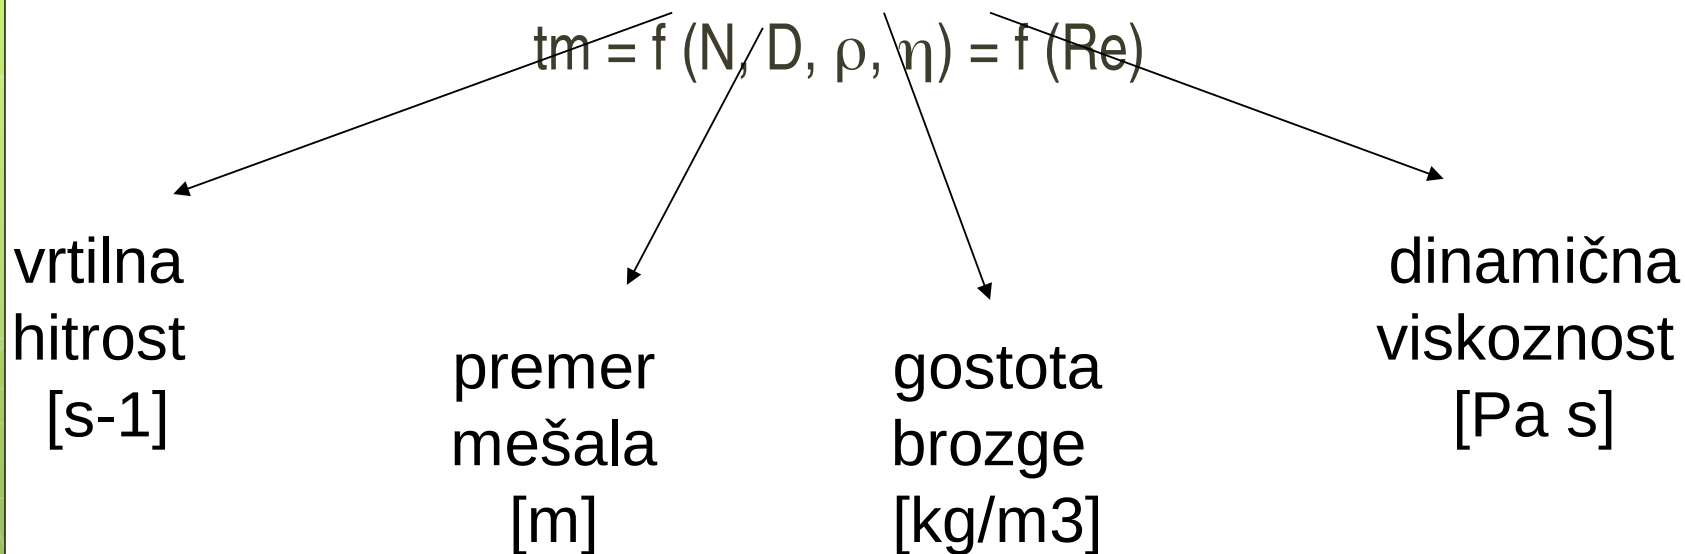 tm = f (N, D, ρ, η) = f (Re)
vrtilna
hitrost
[s-1]
premer
mešala
[m]
gostota
brozge
[kg/m3]
dinamična
viskoznost
[Pa s]